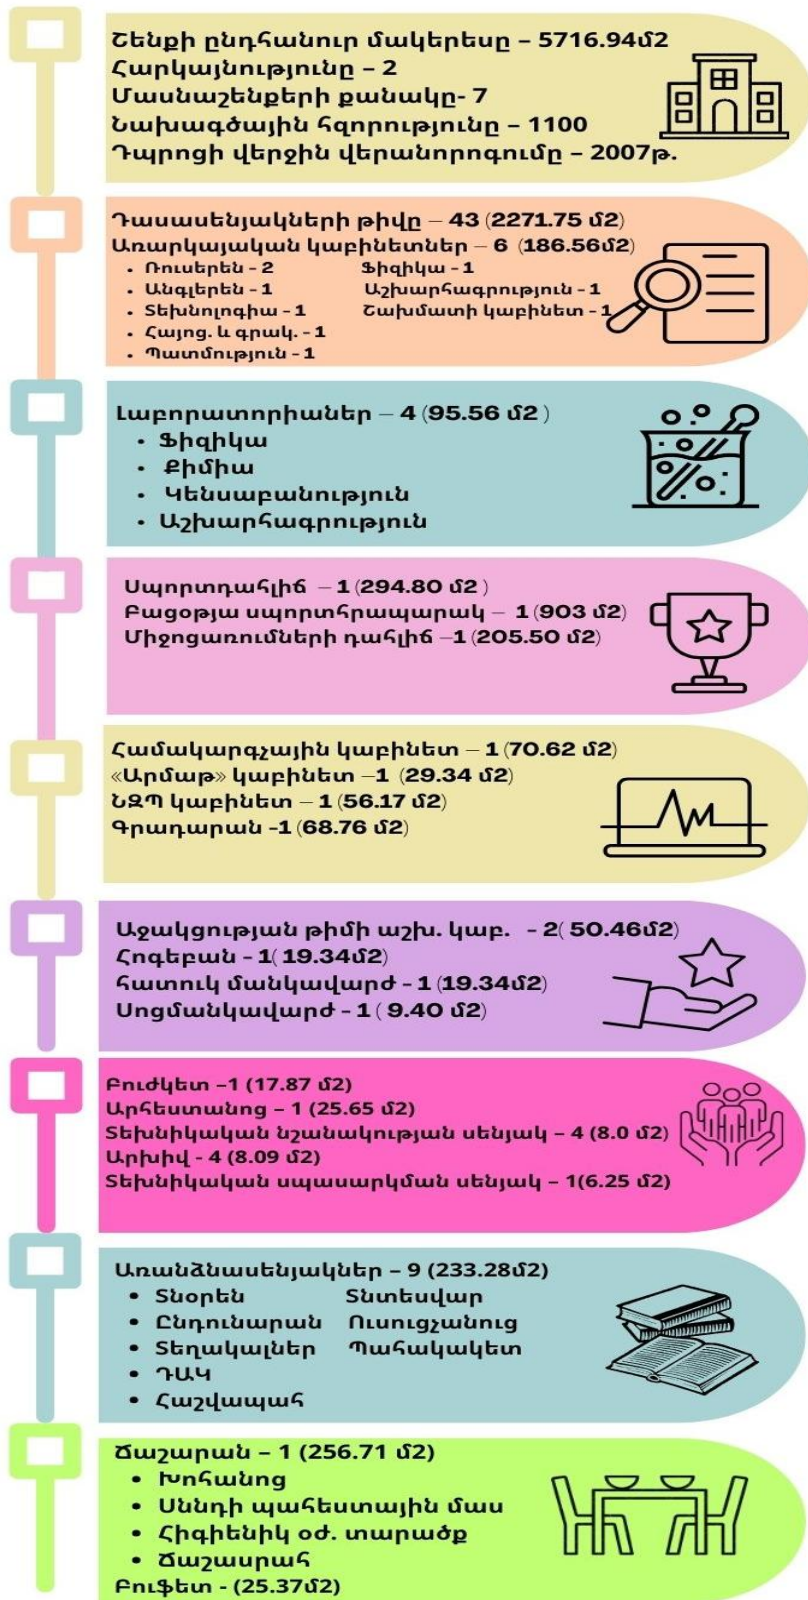 Շենքի ընդհանուր մակերեսը – 5716.94մ2
Հարկայնությունը – 2
Մասնաշենքերի քանակը- 7
Նախագծային հզորությունը – 1100
Դպրոցի վերջին վերանորոգումը – 2007թ.
Դասասենյակների թիվը – 43 (2271.75 մ2)
Առարկայական կաբինետներ – 6 (186.56մ2)
• Ռուսերեն - 2 Ֆիզիկա - 1
• Անգլերեն - 1 Աշխարհագրություն - 1
• Տեխնոլոգիա - 1 Շախմատի կաբինետ - 1
• Հայոց. և գրակ. - 1
• Պատմություն - 1
Լաբորատորիաներ – 4 (95.56 մ2 )
• Ֆիզիկա
• Քիմիա
• Կենսաբանություն
• Աշխարհագրություն
Սպորտդահլիճ – 1 (294.80 մ2 )
Բացօթյա սպորտհրապարակ – 1 (903 մ2)
Միջոցառումների դահլիճ –1 (205.50 մ2)
Համակարգչային կաբինետ – 1 (70.62 մ2)
«Արմաթ» կաբինետ –1 (29.34 մ2)
ՆԶՊ կաբինետ – 1 (56.17 մ2)
Գրադարան -1 (68.76 մ2)
Աջակցության թիմի աշխ. կաբ. - 2( 50.46մ2)
Հոգեբան - 1( 19.34մ2)
հատուկ մանկավարժ - 1 (19.34մ2)
Սոցմանկավարժ - 1 ( 9.40 մ2)
Բուժկետ –1 (17.87 մ2)
Արհեստանոց – 1 (25.65 մ2)
Տեխնիկական նշանակության սենյակ – 4 (8.0 մ2)
Արխիվ - 4 (8.09 մ2)
Տեխնիկական սպասարկման սենյակ – 1(6.25 մ2)
Առանձնասենյակներ – 9 (233.28մ2)
• Տնօրեն Տնտեսվար
• Ընդունարան Ուսուցչանուց
• Տեղակալներ Պահակակետ
• ԴԱԿ
• Հաշվապահ
Ճաշարան – 1 (256.71 մ2)
• Խոհանոց
• Սննդի պահեստային մաս
• Հիգիենիկ օժ. տարածք
• Ճաշասրահ
Բուֆետ - (25.37մ2)